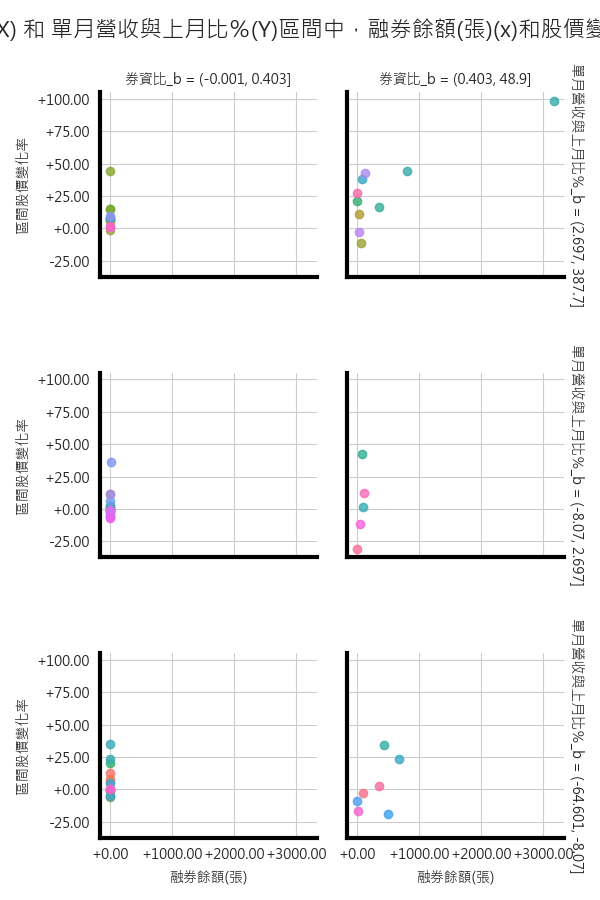 X) 和 單月營收與上月比%(Y)區間中，融券餘額(張)(x)和股價變
券資比_b = (-0.001, 0.403]
券資比_b = (0.403, 48.9]
單月營收與上月比%_b = (2.697, 387.7]
區間股價變化率
+100.00
+75.00
+50.00
+25.00
+0.00
-25.00
單月營收與上月比%_b = (-8.07, 2.697]
區間股價變化率
+100.00
+75.00
+50.00
+25.00
+0.00
-25.00
單月營收與上月比%_b = (-64.601, -8.07]
區間股價變化率
+100.00
+75.00
+50.00
+25.00
+0.00
-25.00
+0.00 +1000.00 +2000.00 +3000.00
+0.00 +1000.00 +2000.00 +3000.00
融券餘額(張)
融券餘額(張)